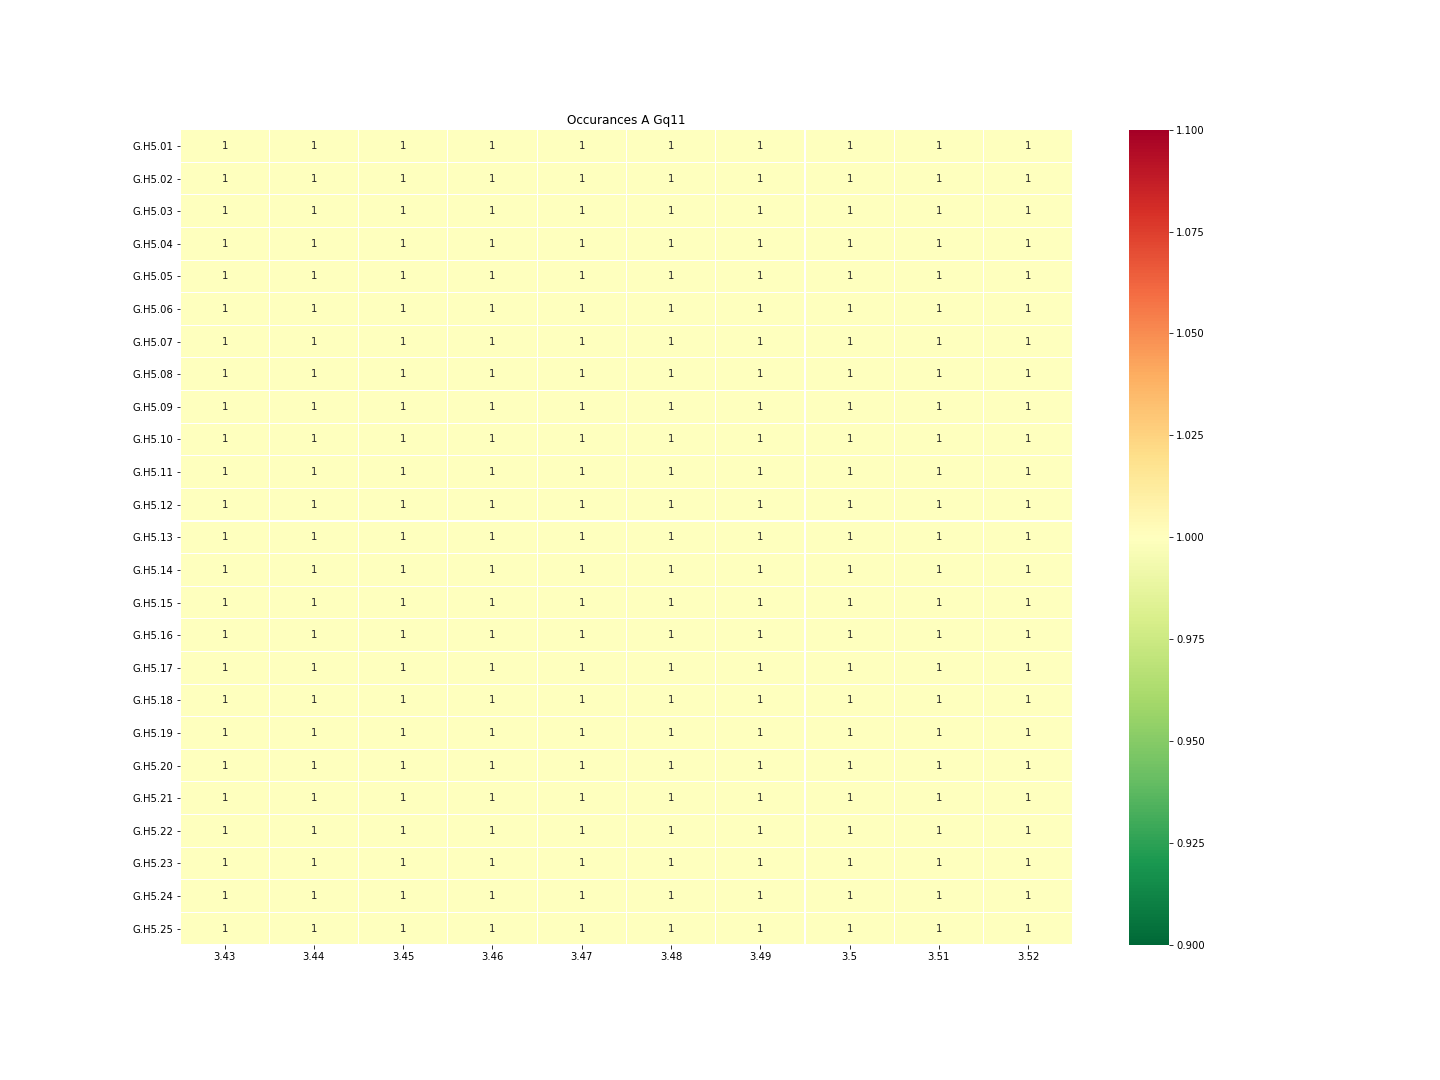 Occurances A Gq11
G.H5.01 1 1 1 1 1 1 1 1 1 1
G.H5.02 1 1 1 1 1 1 1 1 1 1
G.H5.03 1 1 1 1 1 1 1 1 1 1
G.H5.04 1 1 1 1 1 1 1 1 1 1
G.H5.05 1 1 1 1 1 1 1 1 1 1
G.H5.06 1 1 1 1 1 1 1 1 1 1
G.H5.07 1 1 1 1 1 1 1 1 1 1
G.H5.08 1 1 1 1 1 1 1 1 1 1
G.H5.09 1 1 1 1 1 1 1 1 1 1
G.H5.10 1 1 1 1 1 1 1 1 1 1
G.H5.11 1 1 1 1 1 1 1 1 1 1
G.H5.12 1 1 1 1 1 1 1 1 1 1
G.H5.13 1 1 1 1 1 1 1 1 1 1
G.H5.14 1 1 1 1 1 1 1 1 1 1
G.H5.15 1 1 1 1 1 1 1 1 1 1
G.H5.16 1 1 1 1 1 1 1 1 1 1
G.H5.17 1 1 1 1 1 1 1 1 1 1
G.H5.18 1 1 1 1 1 1 1 1 1 1
G.H5.19 1 1 1 1 1 1 1 1 1 1
G.H5.20 1 1 1 1 1 1 1 1 1 1
G.H5.21 1 1 1 1 1 1 1 1 1 1
G.H5.22 1 1 1 1 1 1 1 1 1 1
G.H5.23 1 1 1 1 1 1 1 1 1 1
G.H5.24 1 1 1 1 1 1 1 1 1 1
G.H5.25 1 1 1 1 1 1 1 1 1 1
3.43 3.44 3.45 3.46 3.47 3.48 3.49 3.5 3.51 3.52
1.100
1.075
1.050
1.025
1.000
0.975
0.950
0.925
0.900